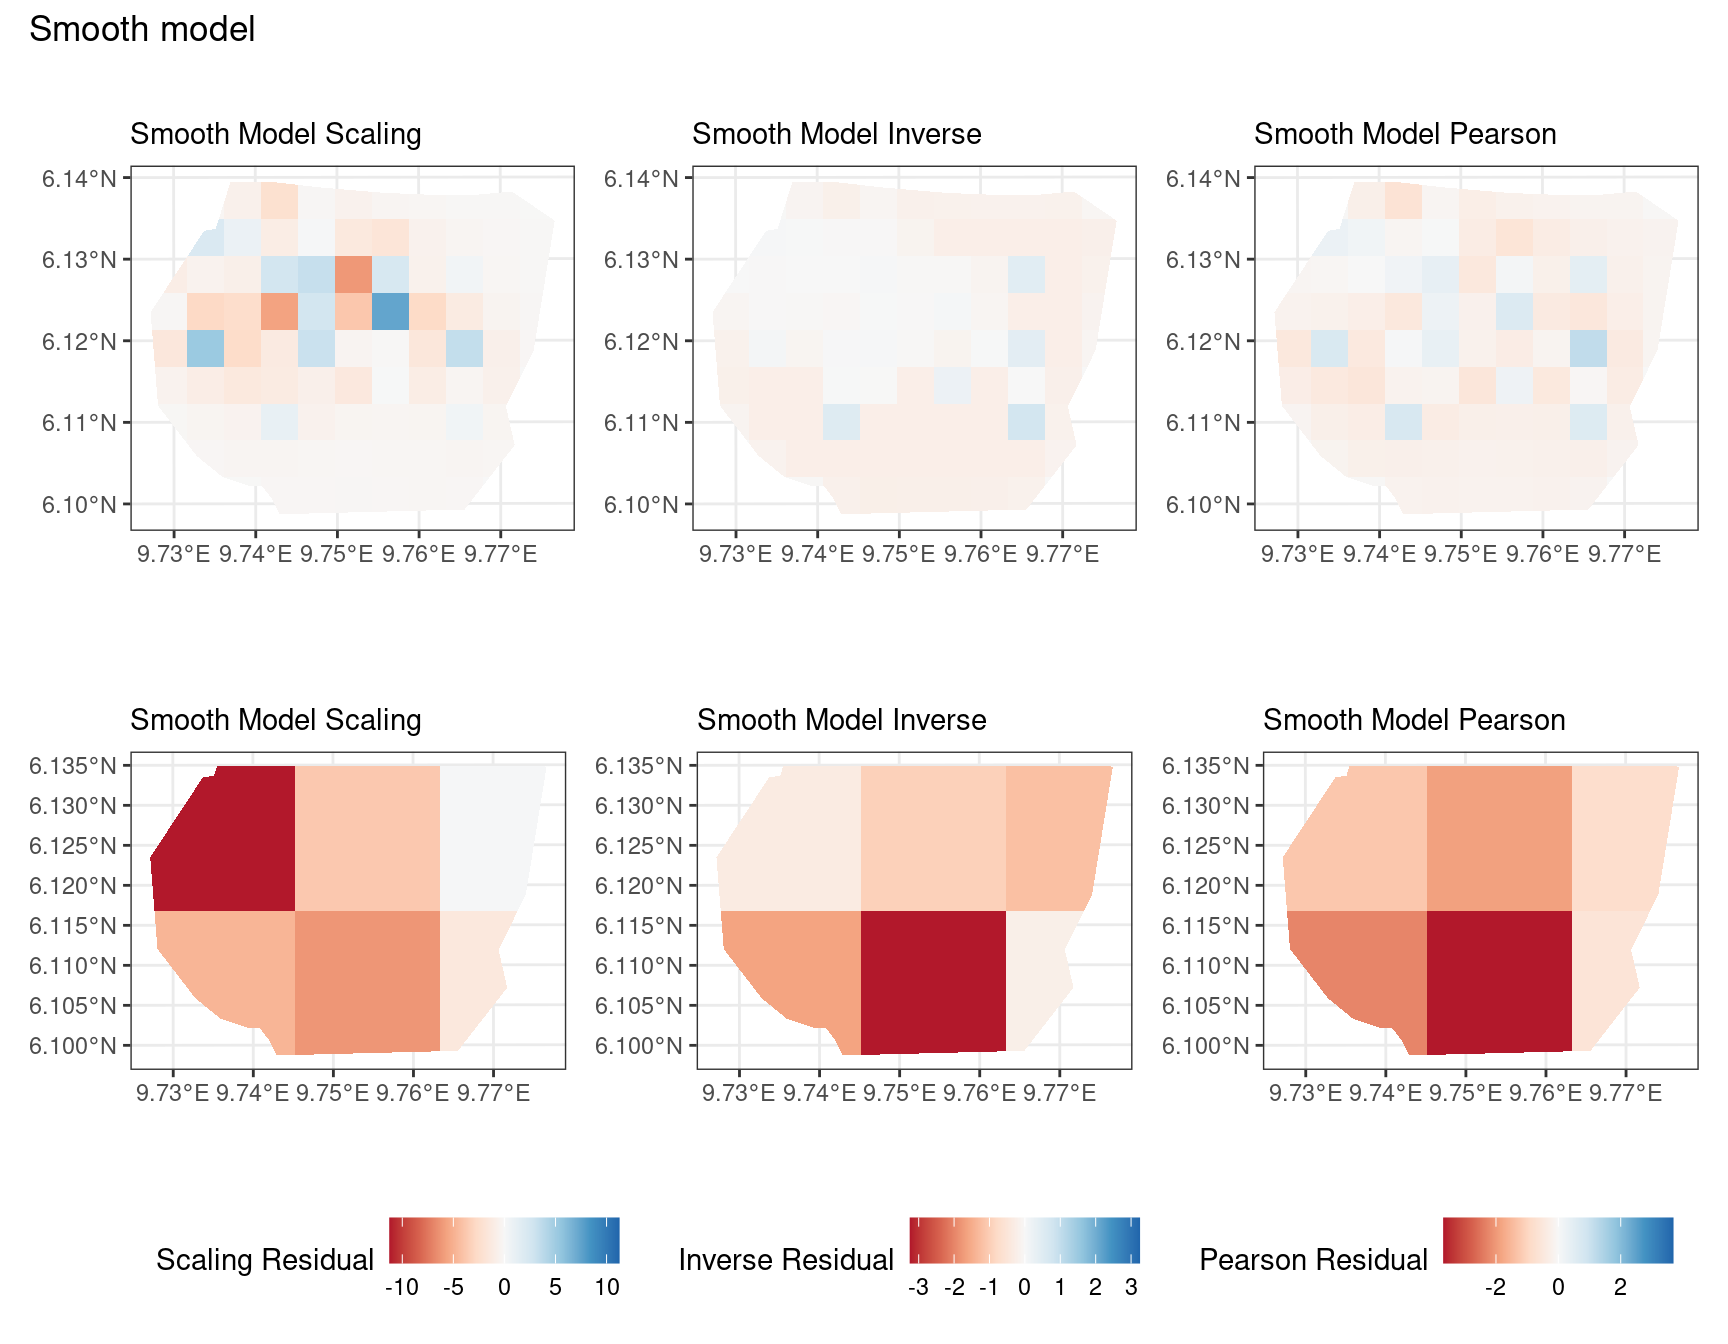 Smooth model
Smooth Model Scaling
Smooth Model Inverse
Smooth Model Pearson
6.14°N
6.13°N
6.12°N
6.11°N
6.10°N
9.73°E 9.74°E 9.75°E 9.76°E 9.77°E
6.14°N
6.13°N
6.12°N
6.11°N
6.10°N
9.73°E 9.74°E 9.75°E 9.76°E 9.77°E
6.14°N
6.13°N
6.12°N
6.11°N
6.10°N
9.73°E 9.74°E 9.75°E 9.76°E 9.77°E
Smooth Model Scaling
Smooth Model Inverse
Smooth Model Pearson
6.135°N
6.130°N
6.125°N
6.120°N
6.115°N
6.110°N
6.105°N
6.100°N
9.73°E 9.74°E 9.75°E 9.76°E 9.77°E
6.135°N
6.130°N
6.125°N
6.120°N
6.115°N
6.110°N
6.105°N
6.100°N
9.73°E 9.74°E 9.75°E 9.76°E 9.77°E
6.135°N
6.130°N
6.125°N
6.120°N
6.115°N
6.110°N
6.105°N
6.100°N
9.73°E 9.74°E 9.75°E 9.76°E 9.77°E
Scaling Residual
-10 -5 0 5 10
Inverse Residual
-3 -2 -1 0 1 2 3
Pearson Residual
-2 0 2